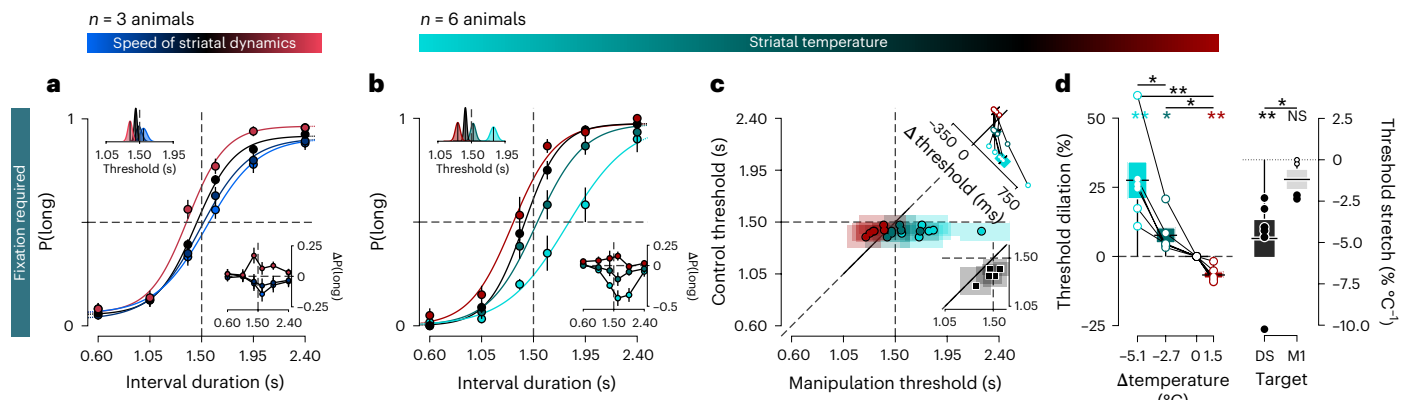 n = 3 animals
Speed of striatal dynamics
n = 6 animals
Striatal temperature
Fixation required
a
P(long)
1
0
0.60 1.05 1.50 1.95 2.40
Interval duration (s)
1.05 1.50 1.95
Threshold (s)
0.25
0
−0.25
ΔP(long)
0.60 1.50 2.40
b
P(long)
1
0
0.60 1.05 1.50 1.95 2.40
Interval duration (s)
1.05 1.50 1.95
Threshold (s)
0.25
0
−0.5
ΔP(long)
0.60 1.50 2.40
c
Control threshold (s)
2.40
1.95
1.50
1.05
0.60
0.60 1.05 1.50 1.95 2.40
Manipulation threshold (s)
−350 0 750
Δ threshold (ms)
1.50
1.05
1.05 1.50
d
Threshold dilation (%)
50
25
0
−25
* ** *
** * **
−5.1 −2.7 0 1.5
Δtemperature
(°C)
*
** NS
DS M1
Target
2.5
0
−2.5
−5.0
−7.5
−10.0
Threshold stretch (% °C⁻¹)